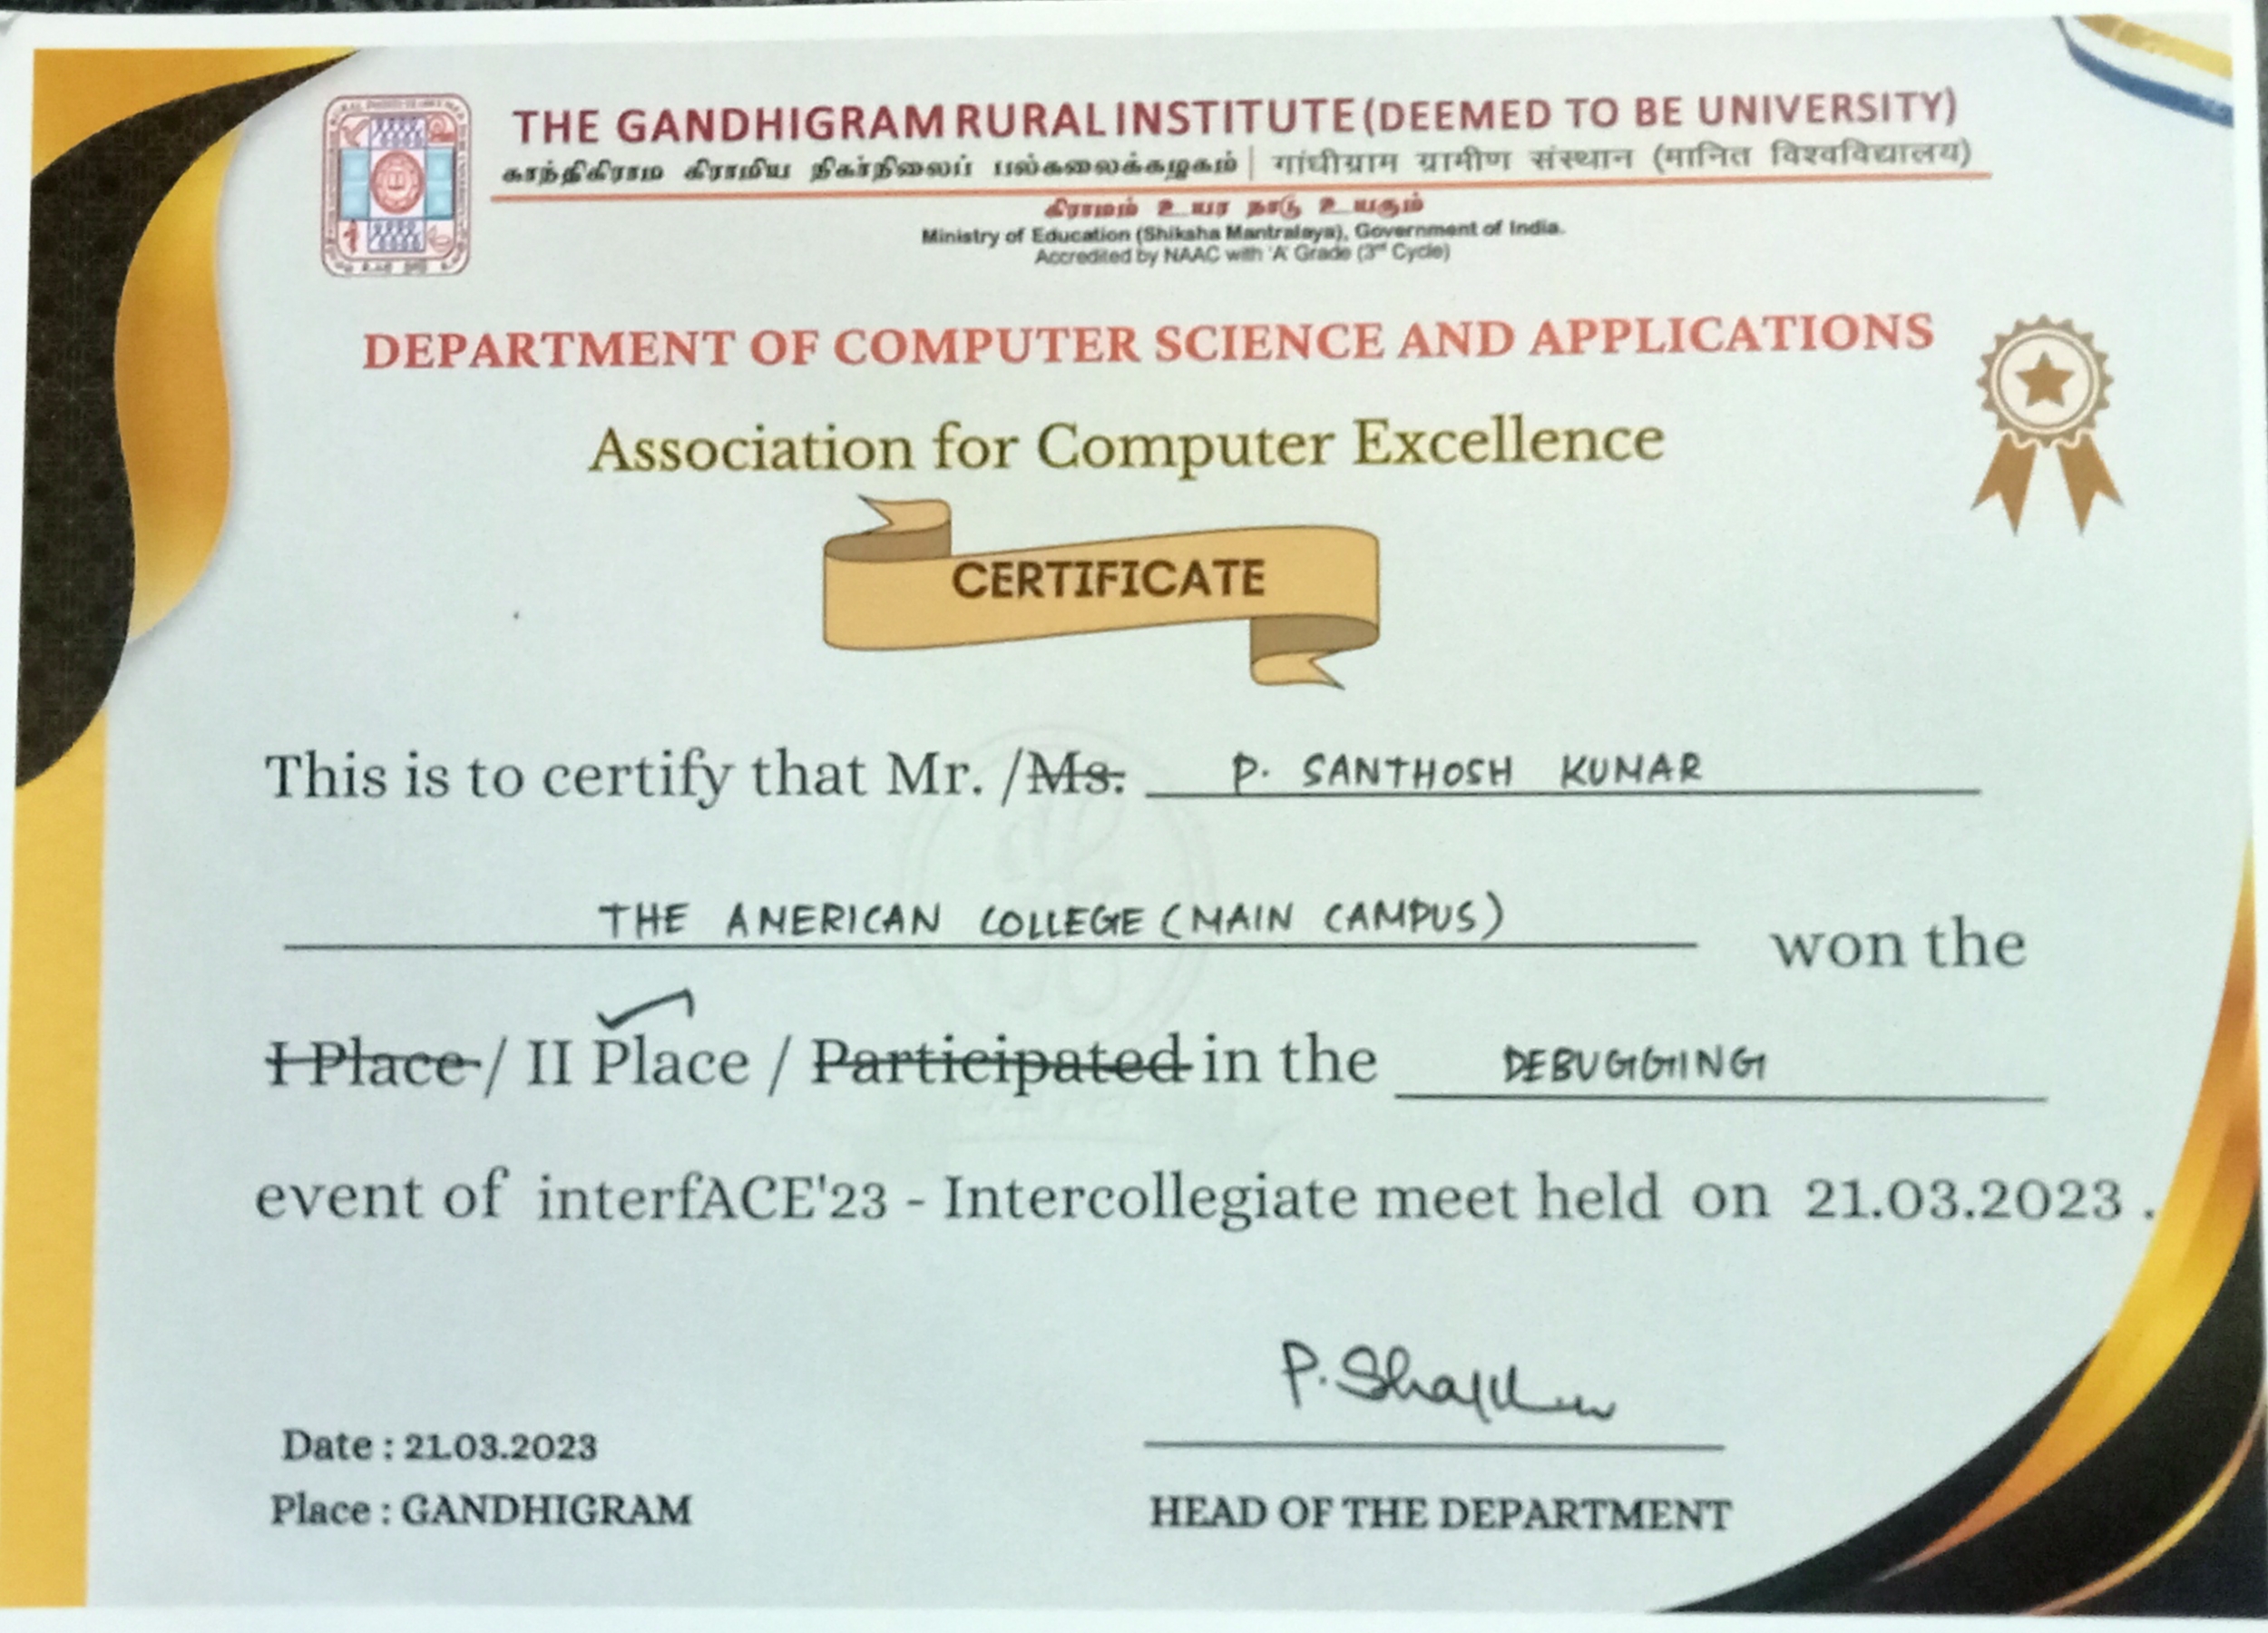 THE GANDHIGRAM RURAL INSTITUTE (DEEMED TO BE UNIVERSITY)
காந்திகிராம கிராமிய நிகர்நிலைப் பல்கலைக்கழகம் | गांधीग्राम ग्रामीण संस्थान (मानित विश्वविद्यालय)
கிராமம் உயர நாடு உயரும்
Ministry of Education (Shiksha Mantralaya), Government of India.
Accredited by NAAC with 'A' Grade (3rd Cycle)
DEPARTMENT OF COMPUTER SCIENCE AND APPLICATIONS
Association for Computer Excellence
CERTIFICATE
This is to certify that Mr. /Ms. P. SANTHOSH KUMAR
THE AMERICAN COLLEGE (MAIN CAMPUS) won the
I Place / II Place / Participated in the DEBUGGING
event of interfACE'23 - Intercollegiate meet held on 21.03.2023 .
Date : 21.03.2023
Place : GANDHIGRAM
HEAD OF THE DEPARTMENT